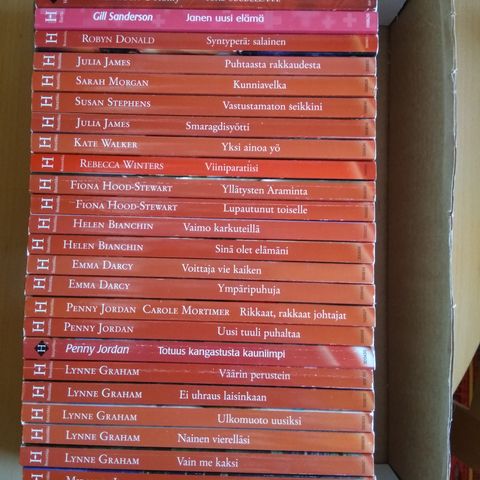 Gill Sanderson Janen uusi elämä
ROBYN DONALD Syntyperä: salainen
JULIA JAMES Puhtaasta rakkaudesta
SARAH MORGAN Kunniavelka
SUSAN STEPHENS Vastustamaton seikkini
JULIA JAMES Smaragdisyötti
KATE WALKER Yksi ainoa yö
REBECCA WINTERS Viiniparatiisi
FIONA HOOD-STEWART Yllätysten Araminta
FIONA HOOD-STEWART Lupautunut toiselle
HELEN BIANCHIN Vaimo karkuteillä
HELEN BIANCHIN Sinä olet elämäni
EMMA DARCY Voittaja vie kaiken
EMMA DARCY Ympäripuhuja
PENNY JORDAN CAROLE MORTIMER Rikkaat, rakkaat johtajat
PENNY JORDAN Uusi tuuli puhaltaa
Penny Jordan Totuus kangastusta kauniimpi
LYNNE GRAHAM Väärin perustein
LYNNE GRAHAM Ei uhraus laisinkaan
LYNNE GRAHAM Ulkomuoto uusiksi
LYNNE GRAHAM Nainen vierelläsi
LYNNE GRAHAM Vain me kaksi